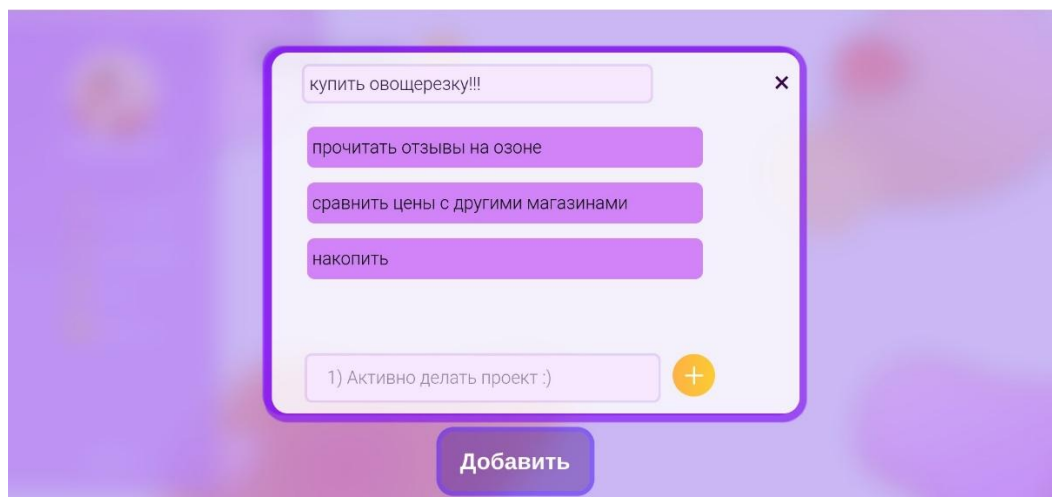 купить овощерезку!!!
прочитать отзывы на озоне
сравнить цены с другими магазинами
накопить
1) Активно делать проект :)
Добавить